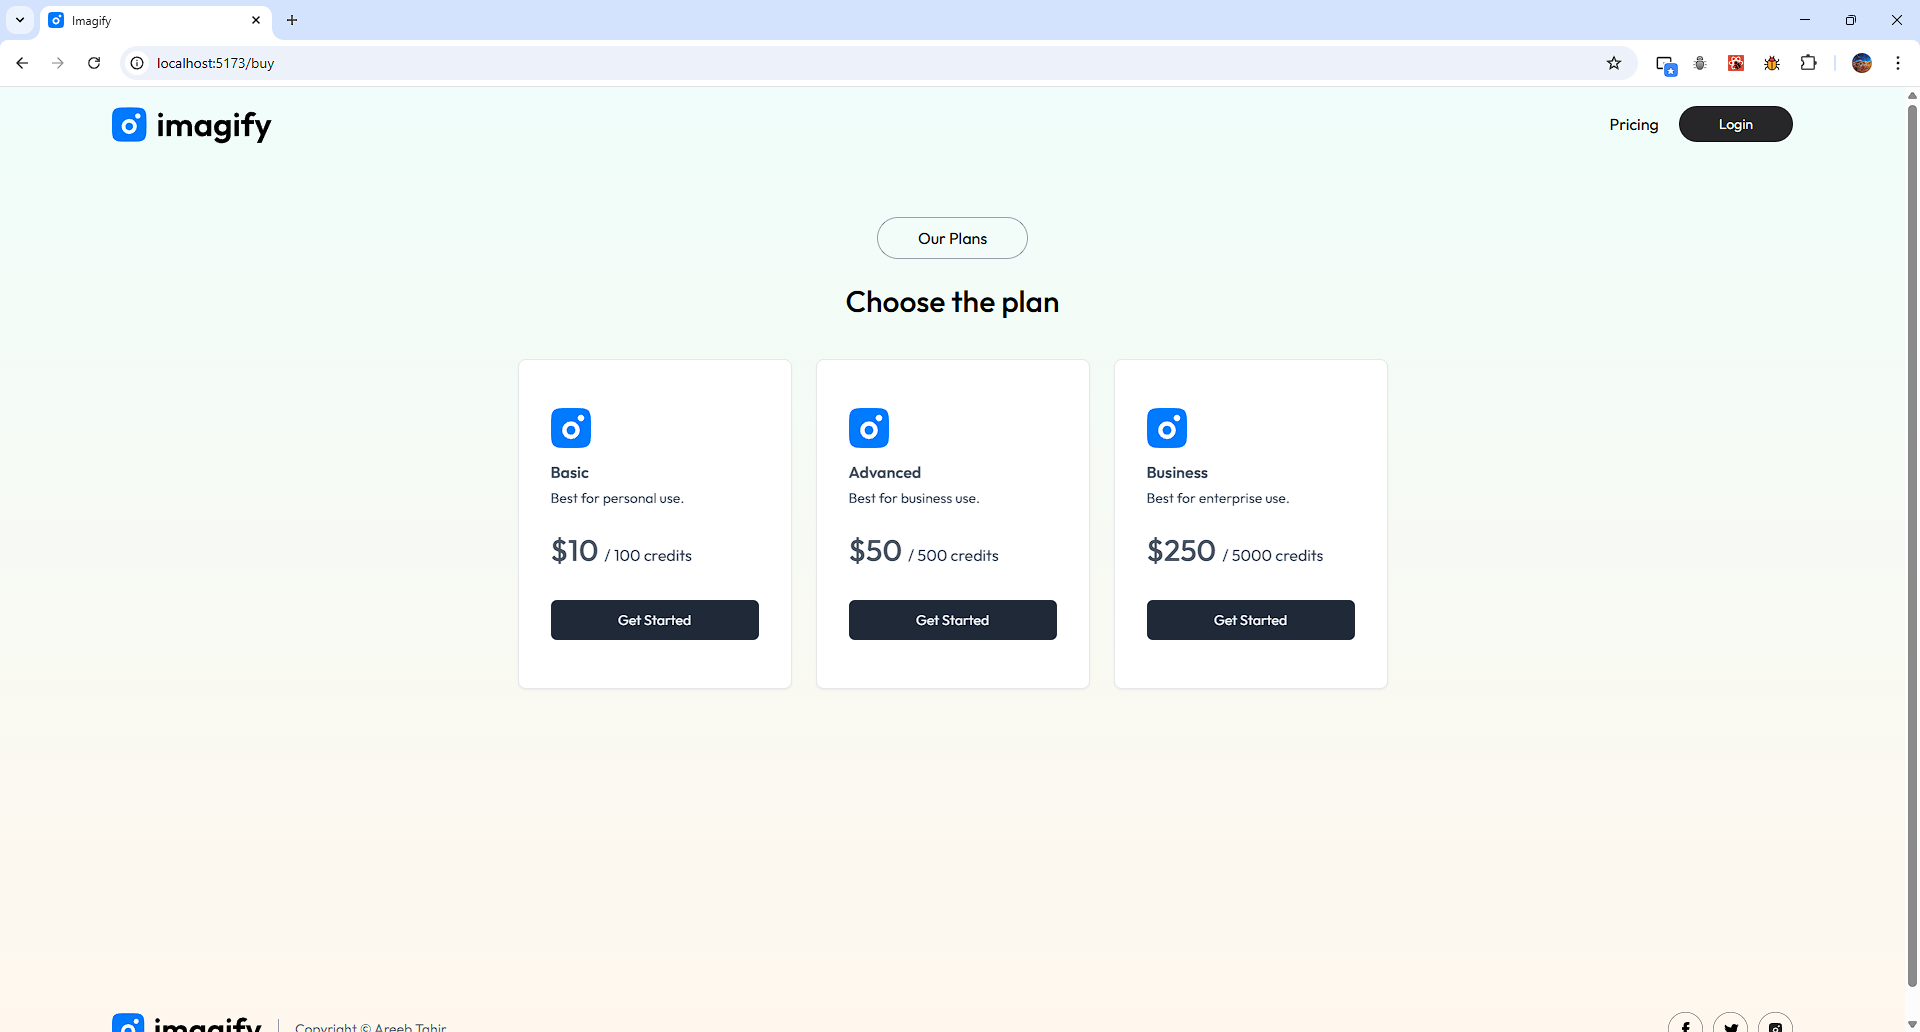 Imagify
localhost:5173/buy
imagify
Pricing
Login
Our Plans
Choose the plan
Basic
Best for personal use.
$10 / 100 credits
Get Started
Advanced
Best for business use.
$50 / 500 credits
Get Started
Business
Best for enterprise use.
$250 / 5000 credits
Get Started
imagify
Copyright © Areeb Tahir